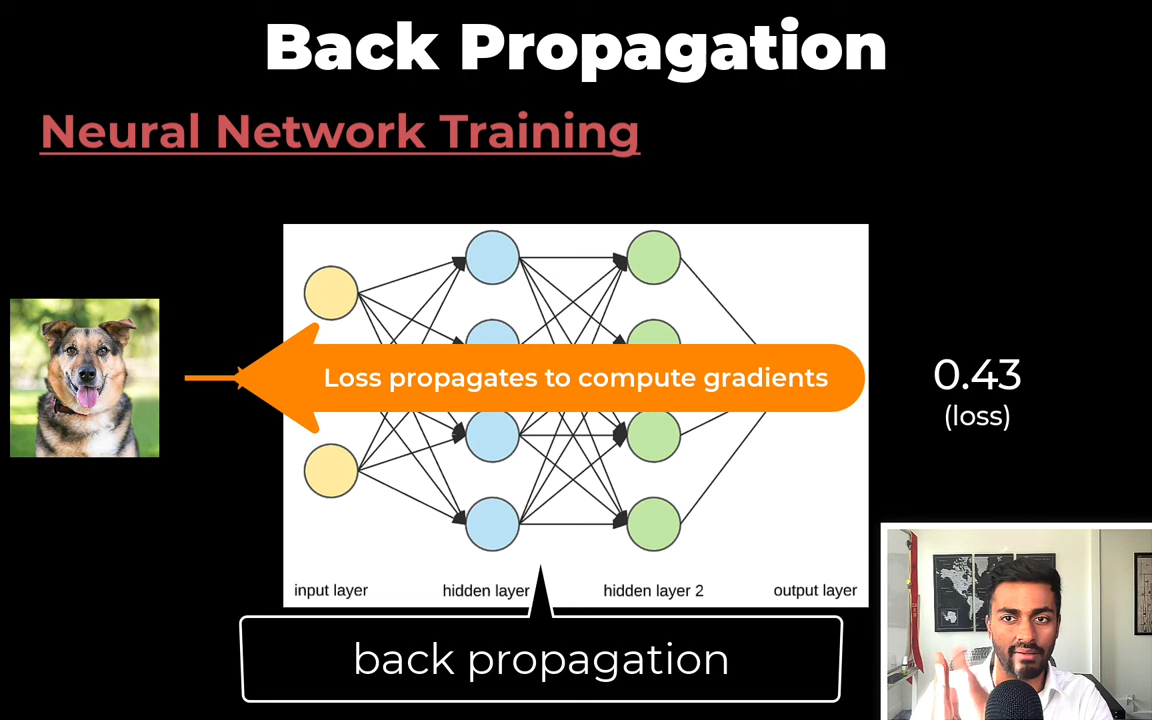 Back Propagation
Neural Network Training
Loss propagates to compute gradients
0.43
(loss)
input layer
hidden layer
hidden layer 2
output layer
back propagation